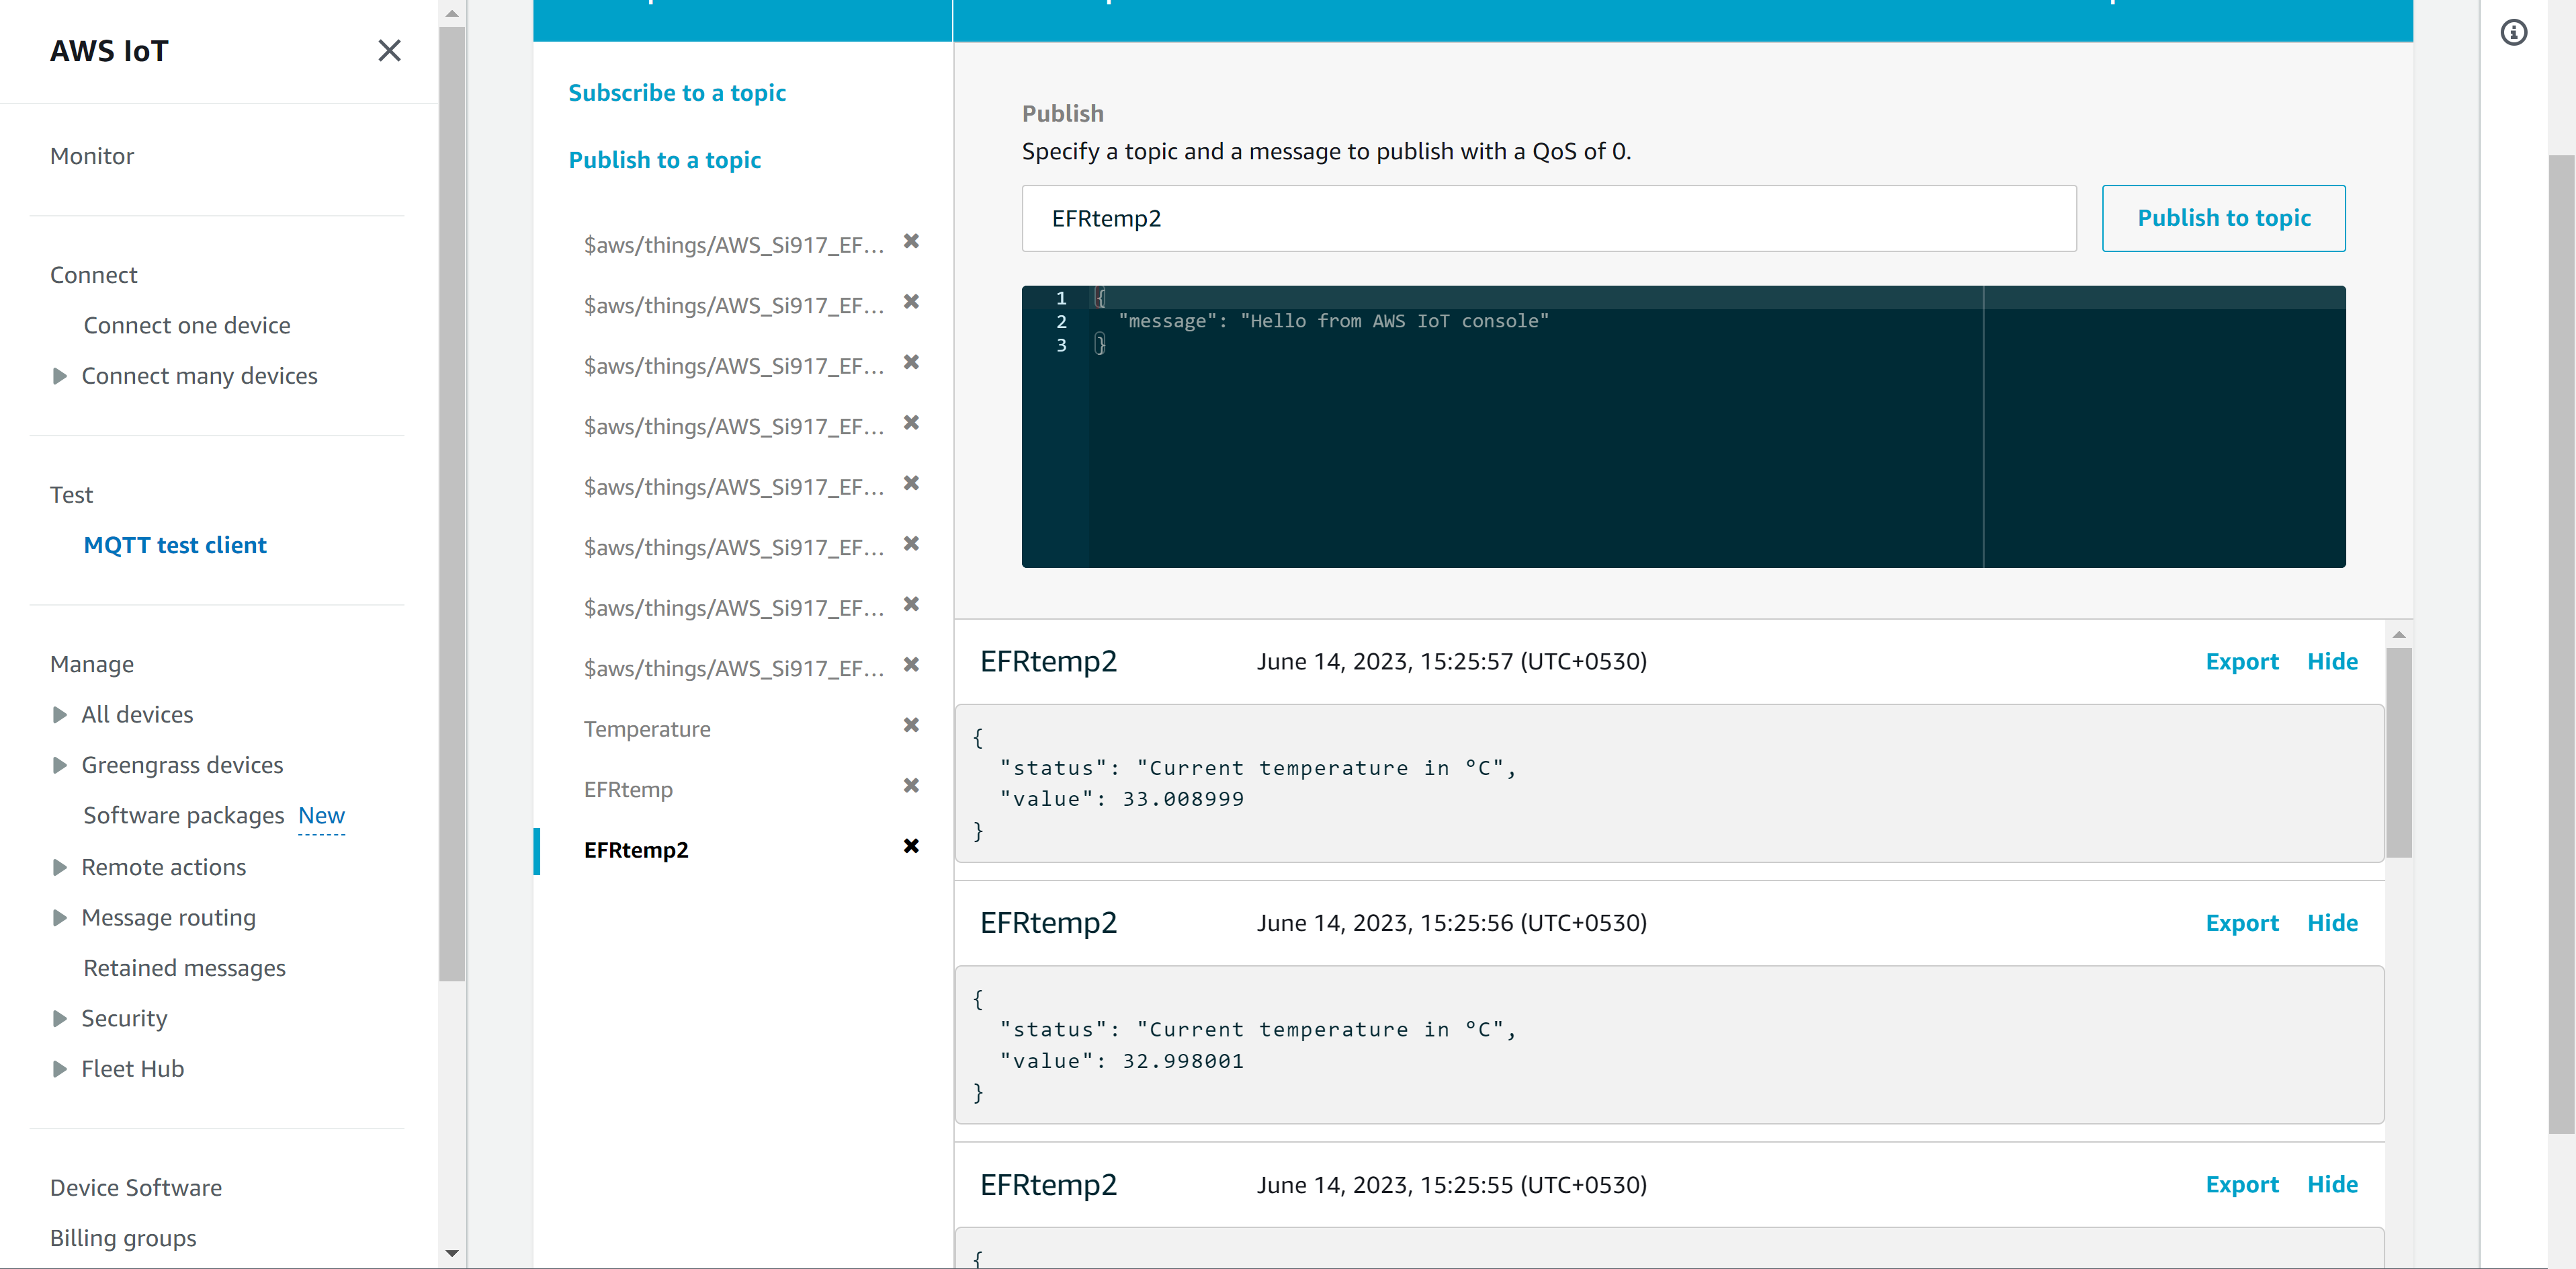 AWS IoT
Monitor
Connect
Connect one device
Connect many devices
Test
MQTT test client
Manage
All devices
Greengrass devices
Software packages New
Remote actions
Message routing
Retained messages
Security
Fleet Hub
Device Software
Billing groups
Subscribe to a topic
Publish to a topic
$aws/things/AWS_Si917_EF...
$aws/things/AWS_Si917_EF...
$aws/things/AWS_Si917_EF...
$aws/things/AWS_Si917_EF...
$aws/things/AWS_Si917_EF...
$aws/things/AWS_Si917_EF...
$aws/things/AWS_Si917_EF...
$aws/things/AWS_Si917_EF...
Temperature
EFRtemp
EFRtemp2
Publish
Specify a topic and a message to publish with a QoS of 0.
EFRtemp2
Publish to topic
1 {
2 "message": "Hello from AWS IoT console"
3 }
EFRtemp2 June 14, 2023, 15:25:57 (UTC+0530) Export Hide
{
"status": "Current temperature in °C",
"value": 33.008999
}
EFRtemp2 June 14, 2023, 15:25:56 (UTC+0530) Export Hide
{
"status": "Current temperature in °C",
"value": 32.998001
}
EFRtemp2 June 14, 2023, 15:25:55 (UTC+0530) Export Hide
{